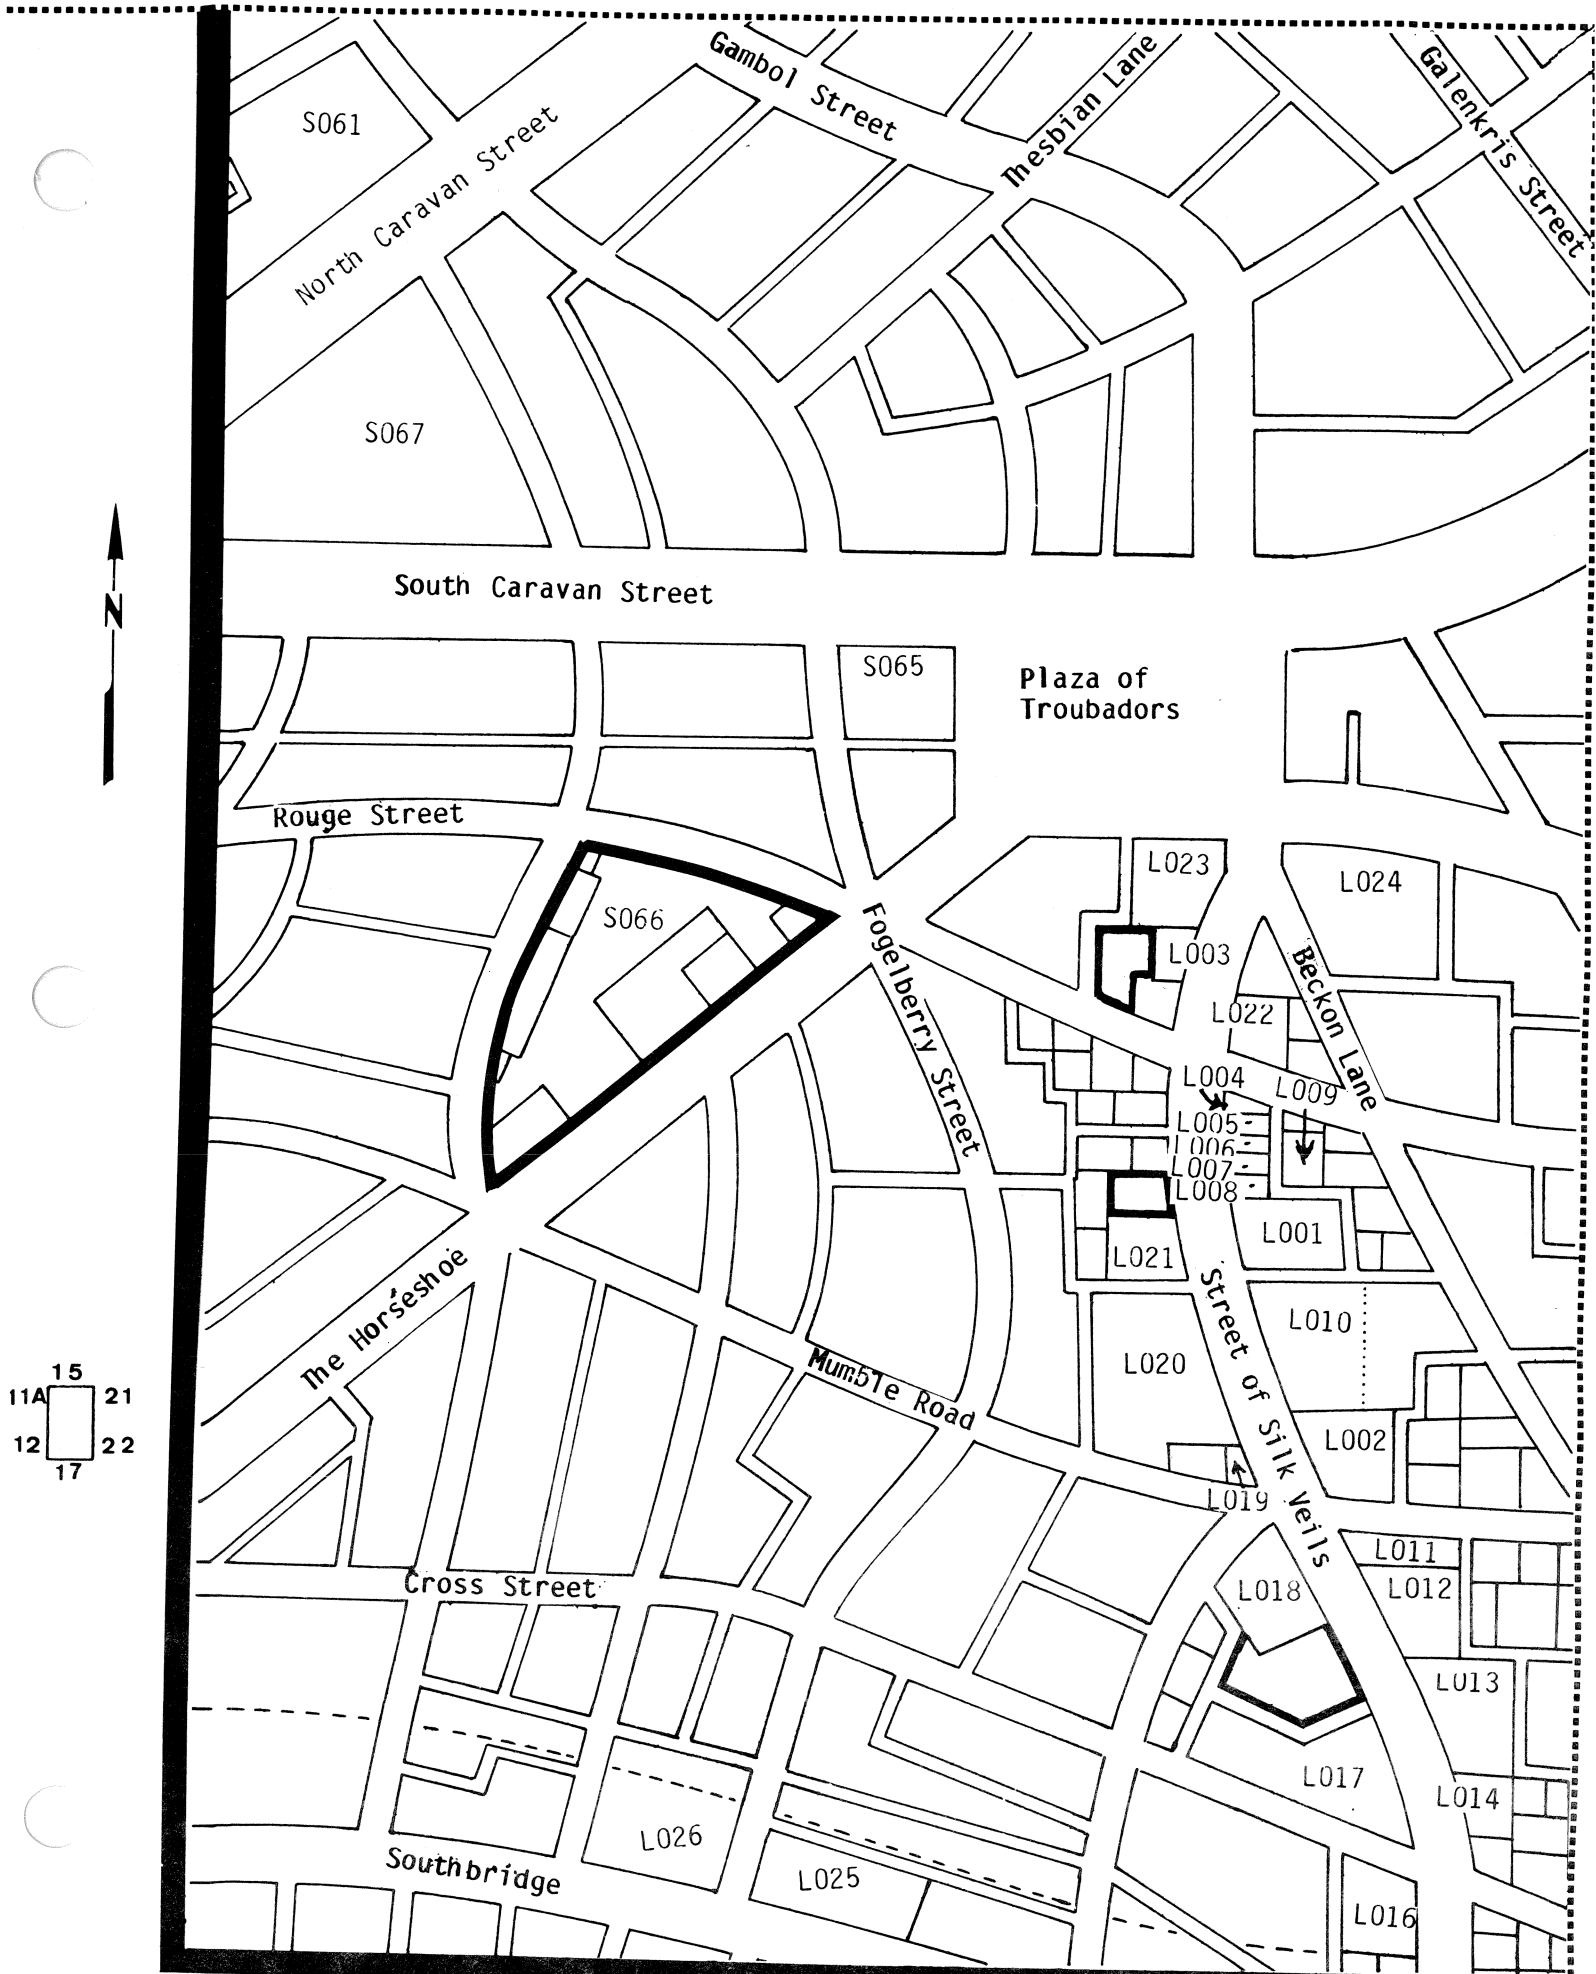 Gambol Street
Thesbian Lane
Galenkris Street
S061
North Caravan Street
S067
N
South Caravan Street
S065
Plaza of
Troubadors
Rouge Street
S066
Fogelberry Street
L023
L024
L003
Beckon Lane
L022
L004
L009
L005
L006
L007
L008
L001
L021
The Horseshoe
Street of Silk Veils
L010
L020
Mumble Road
15
11A 21
12 22
17
L002
L019
L011
L012
L018
Cross Street
L013
L017
L014
L026
L025
Southbridge
L016